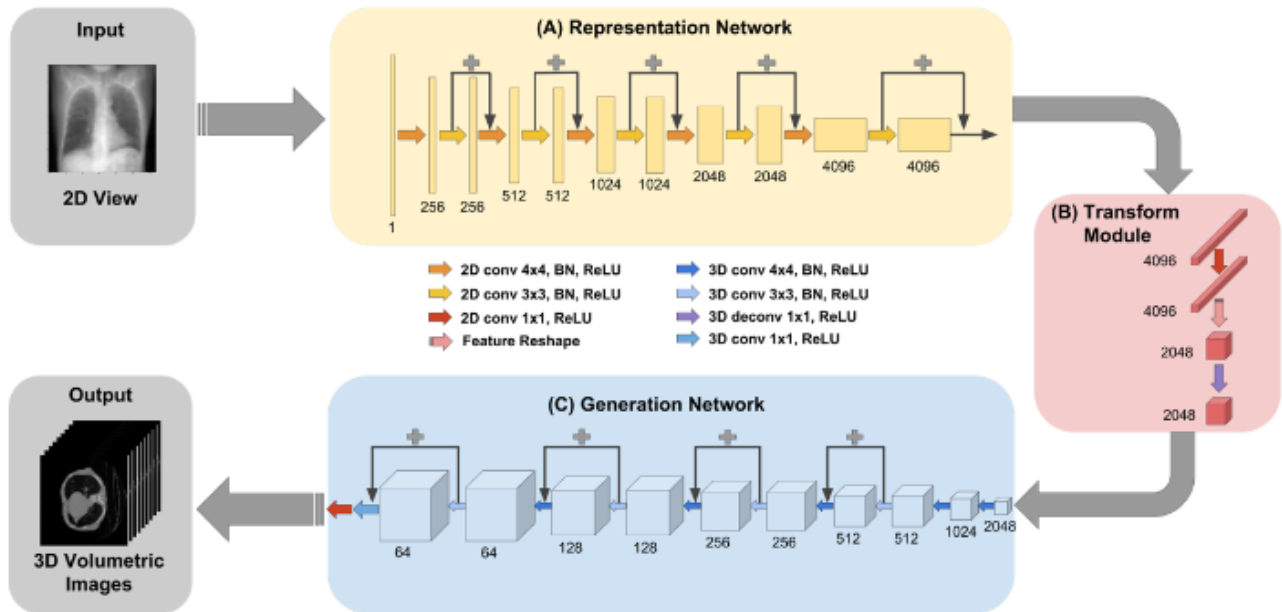 Input
2D View
(A) Representation Network
1
256
256
512
512
1024
1024
2048
2048
4096
4096
(B) Transform
Module
4096
4096
2048
2048
2D conv 4x4, BN, ReLU
2D conv 3x3, BN, ReLU
2D conv 1x1, ReLU
Feature Reshape
3D conv 4x4, BN, ReLU
3D conv 3x3, BN, ReLU
3D deconv 1x1, ReLU
3D conv 1x1, ReLU
Output
3D Volumetric
Images
(C) Generation Network
64
64
128
128
256
256
512
512
1024
2048